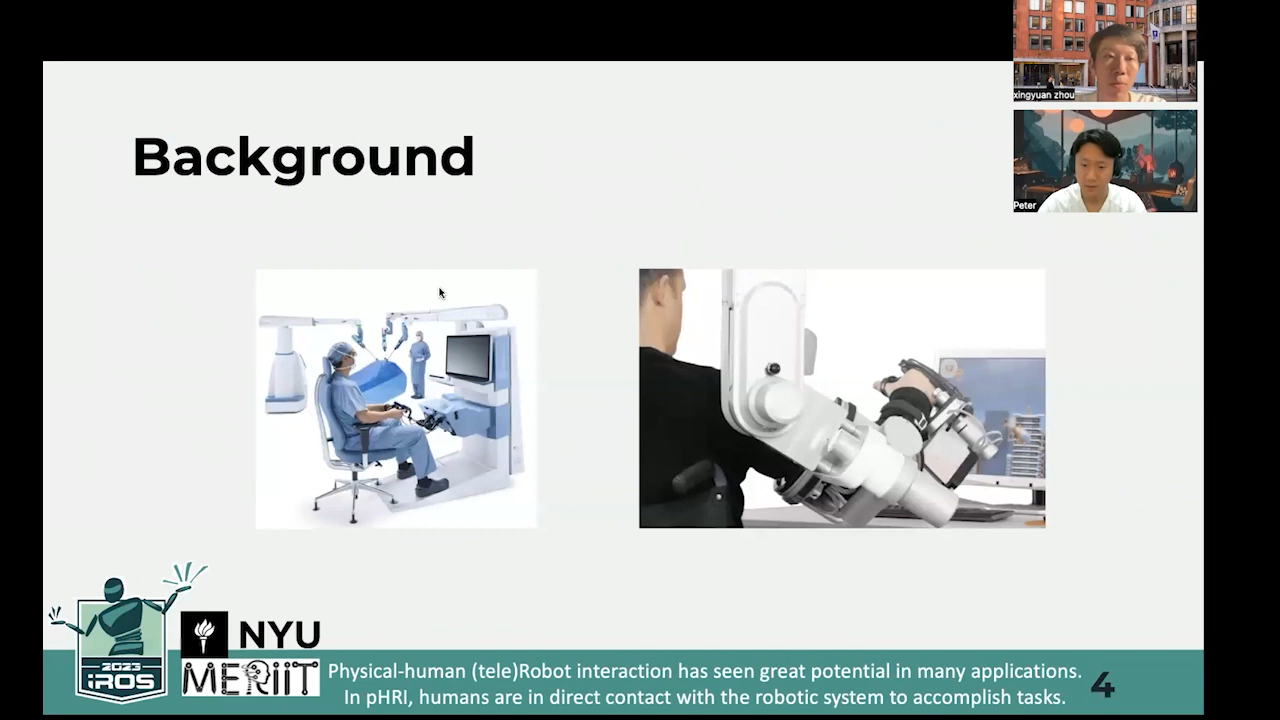 xingyuan zhou
Peter
Background
NYU
MERIIT
2023
IROS
Physical-human (tele)Robot interaction has seen great potential in many applications.
In pHRI, humans are in direct contact with the robotic system to accomplish tasks.
4